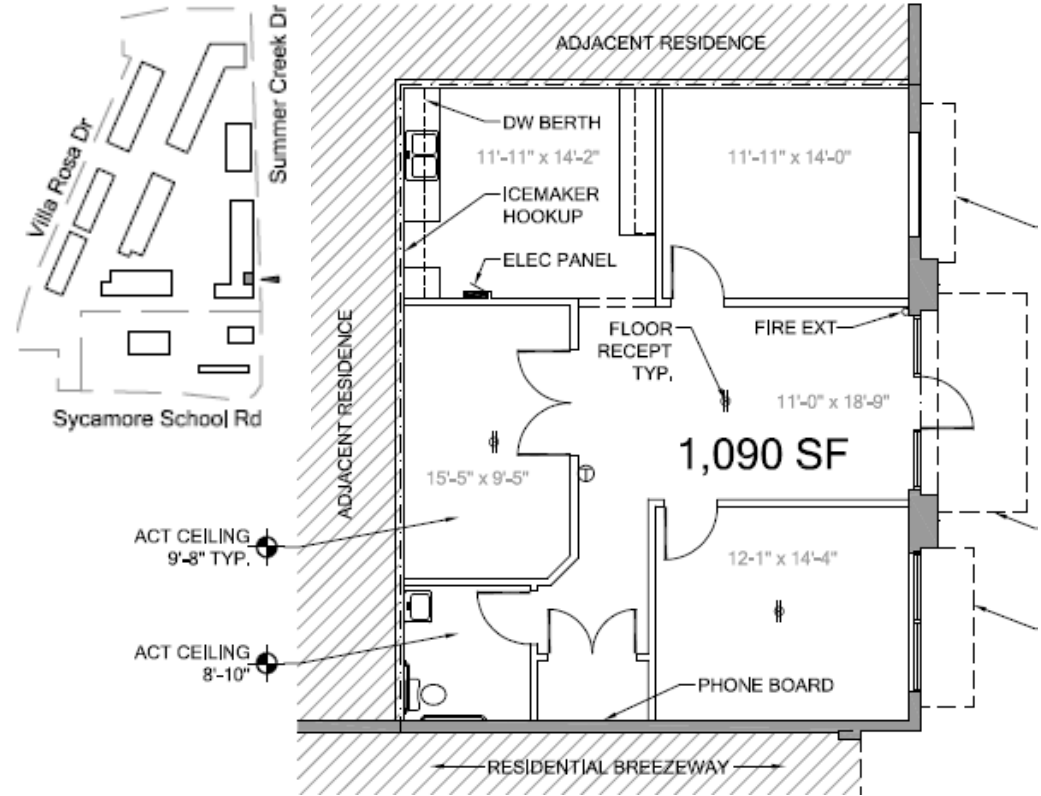 Villa Rosa Dr
Summer Creek Dr
Sycamore School Rd
ADJACENT RESIDENCE
DW BERTH
11'-11" x 14'-2"
11'-11" x 14'-0"
ICEMAKER
HOOKUP
ELEC PANEL
ADJACENT RESIDENCE
FLOOR
RECEPT
TYP.
FIRE EXT
11'-0" x 18'-9"
1,090 SF
T
15'-5" x 9'-5"
ACT CEILING
9'-8" TYP.
12-1" x 14'-4"
ACT CEILING
8'-10"
PHONE BOARD
RESIDENTIAL BREEZEWAY